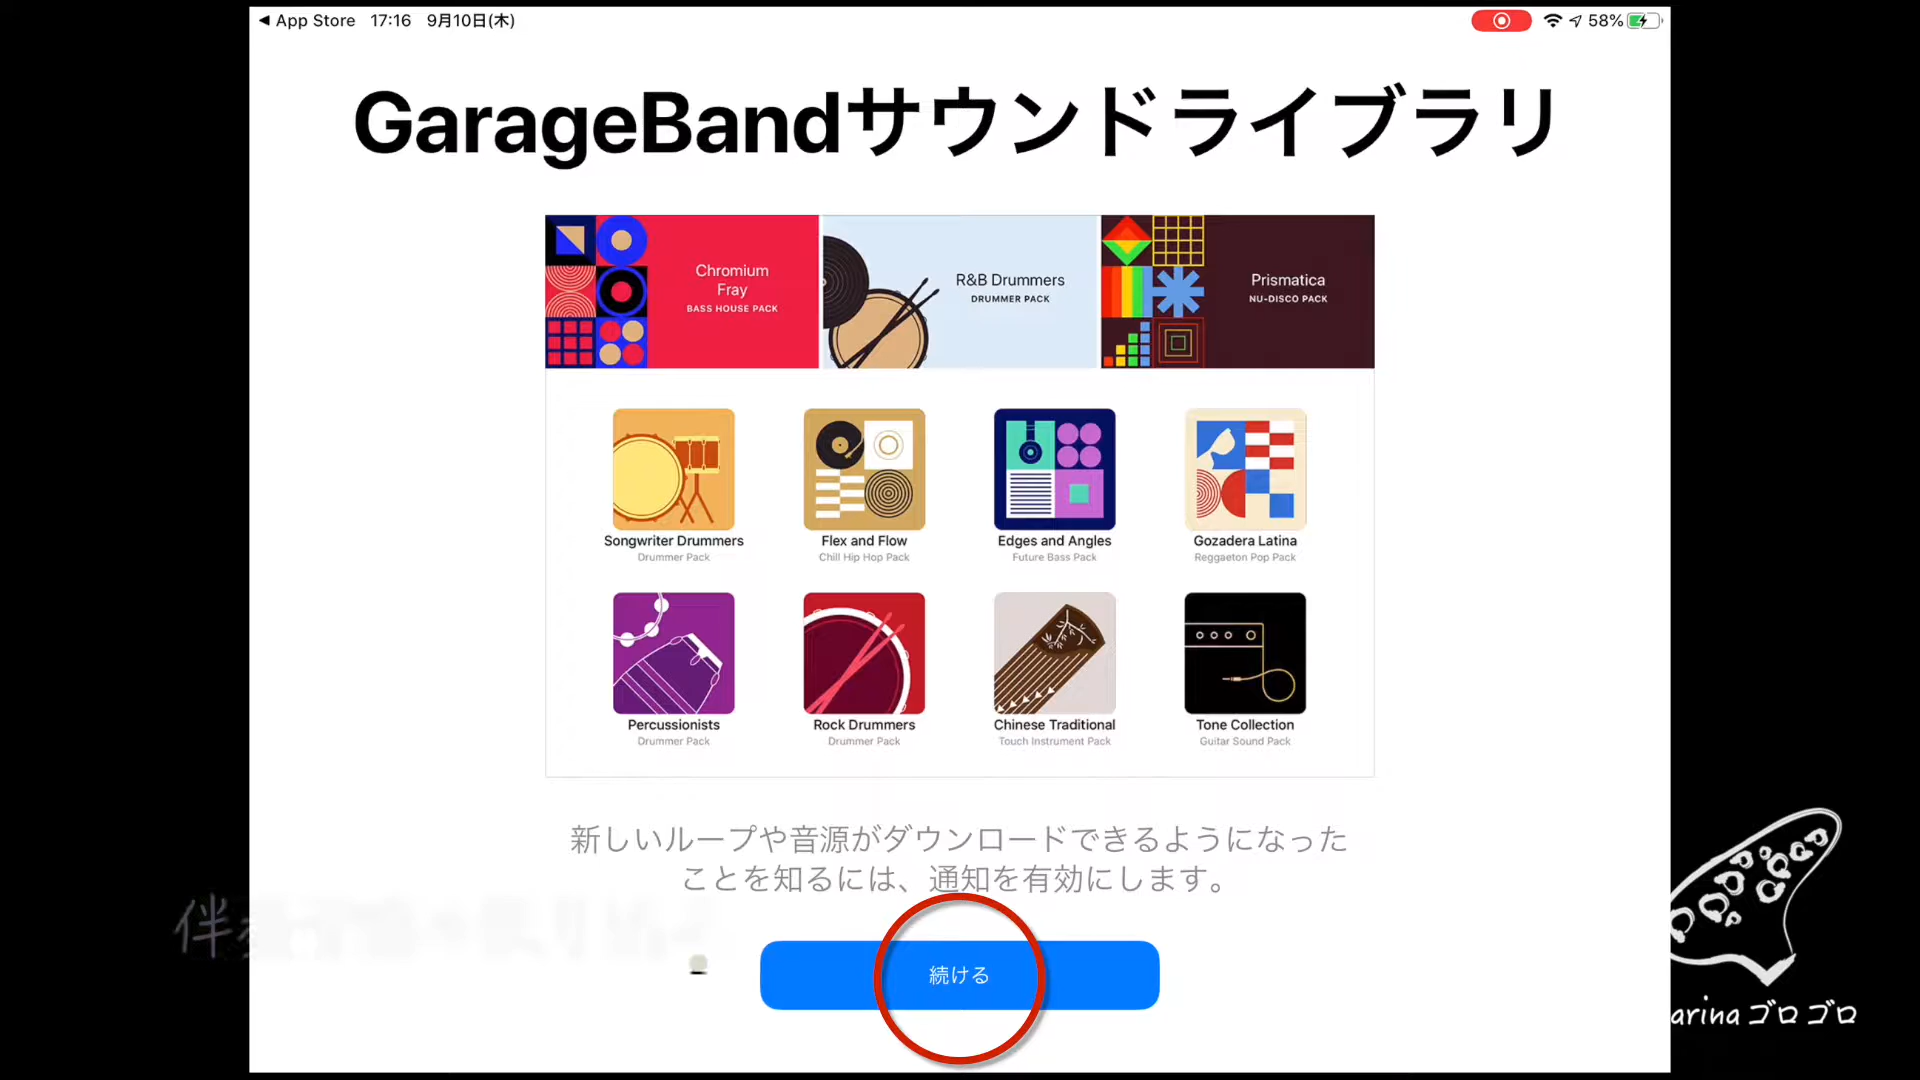 ◀ App Store 17:16 9月10日(木)
58%
GarageBandサウンドライブラリ
Chromium
Fray
BASS HOUSE PACK
R&B Drummers
DRUMMER PACK
Prismatica
NU-DISCO PACK
Songwriter Drummers
Drummer Pack
Flex and Flow
Chill Hip Hop Pack
Edges and Angles
Future Bass Pack
Gozadera Latina
Reggaeton Pop Pack
Percussionists
Drummer Pack
Rock Drummers
Drummer Pack
Chinese Traditional
Touch Instrument Pack
Tone Collection
Guitar Sound Pack
新しいループや音源がダウンロードできるようになった
ことを知るには、通知を有効にします。
伴
続ける
arina ゴロゴロ